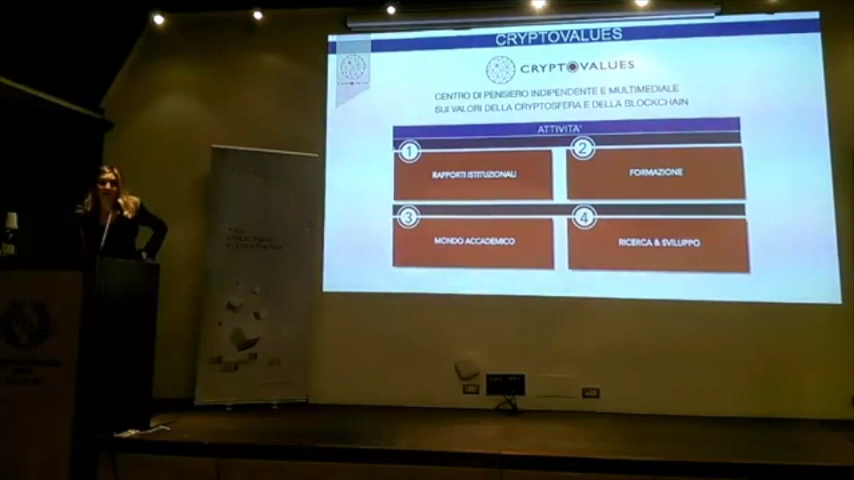 CRYPTOVALUES
CRYPTOVALUES
CENTRO DI PENSIERO INDIPENDENTE E MULTIMEDIALE
SUI VALORI DELLA CRYPTOSFERA E DELLA BLOCKCHAIN
ATTIVITA'
1
RAPPORTI ISTITUZIONALI
2
FORMAZIONE
3
MONDO ACCADEMICO
4
RICERCA & SVILUPPO